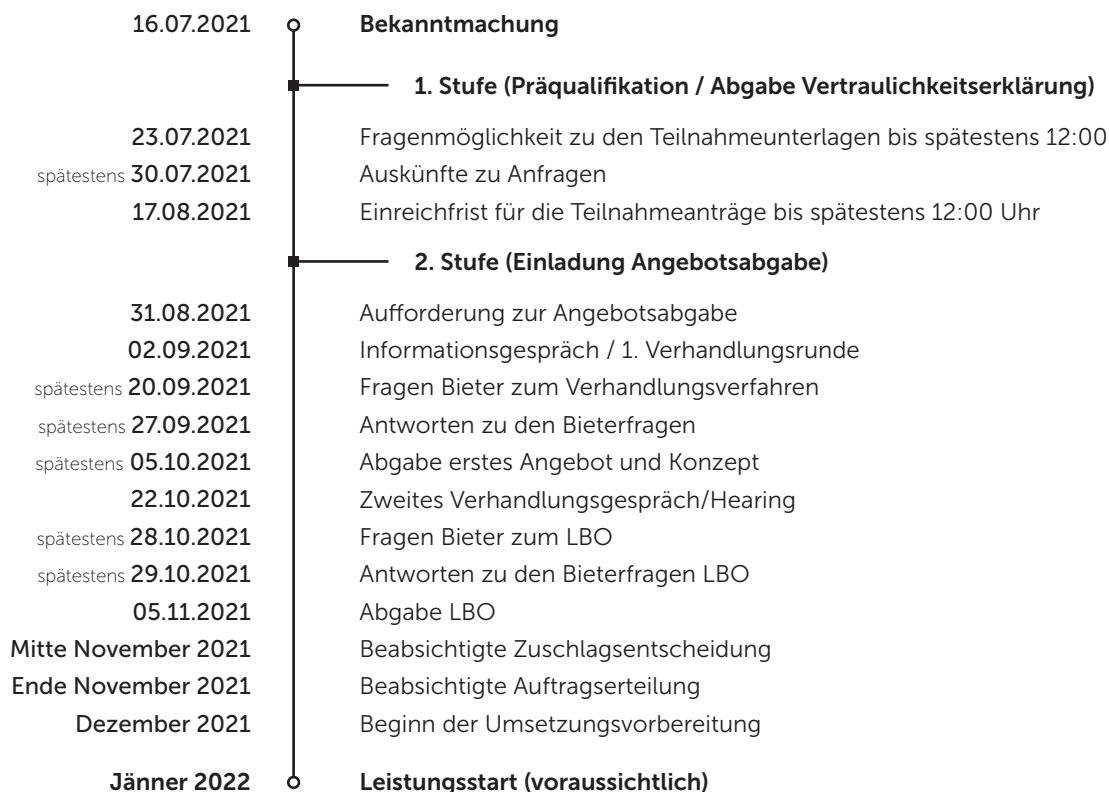 16.07.2021 Bekanntmachung
1. Stufe (Präqualifikation / Abgabe Vertraulichkeitserklärung)
23.07.2021 Fragenmöglichkeit zu den Teilnahmeunterlagen bis spätestens 12:00
spätestens 30.07.2021 Auskünfte zu Anfragen
17.08.2021 Einreichfrist für die Teilnahmeanträge bis spätestens 12:00 Uhr
2. Stufe (Einladung Angebotsabgabe)
31.08.2021 Aufforderung zur Angebotsabgabe
02.09.2021 Informationsgespräch / 1. Verhandlungsrunde
spätestens 20.09.2021 Fragen Bieter zum Verhandlungsverfahren
spätestens 27.09.2021 Antworten zu den Bieterfragen
spätestens 05.10.2021 Abgabe erstes Angebot und Konzept
22.10.2021 Zweites Verhandlungsgespräch/Hearing
spätestens 28.10.2021 Fragen Bieter zum LBO
spätestens 29.10.2021 Antworten zu den Bieterfragen LBO
05.11.2021 Abgabe LBO
Mitte November 2021 Beabsichtigte Zuschlagsentscheidung
Ende November 2021 Beabsichtigte Auftragserteilung
Dezember 2021 Beginn der Umsetzungsvorbereitung
Jänner 2022 Leistungsstart (voraussichtlich)